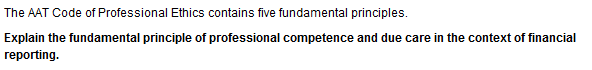 The AAT Code of Professional Ethics contains five fundamental principles.
Explain the fundamental principle of professional competence and due care in the context of financial
reporting.